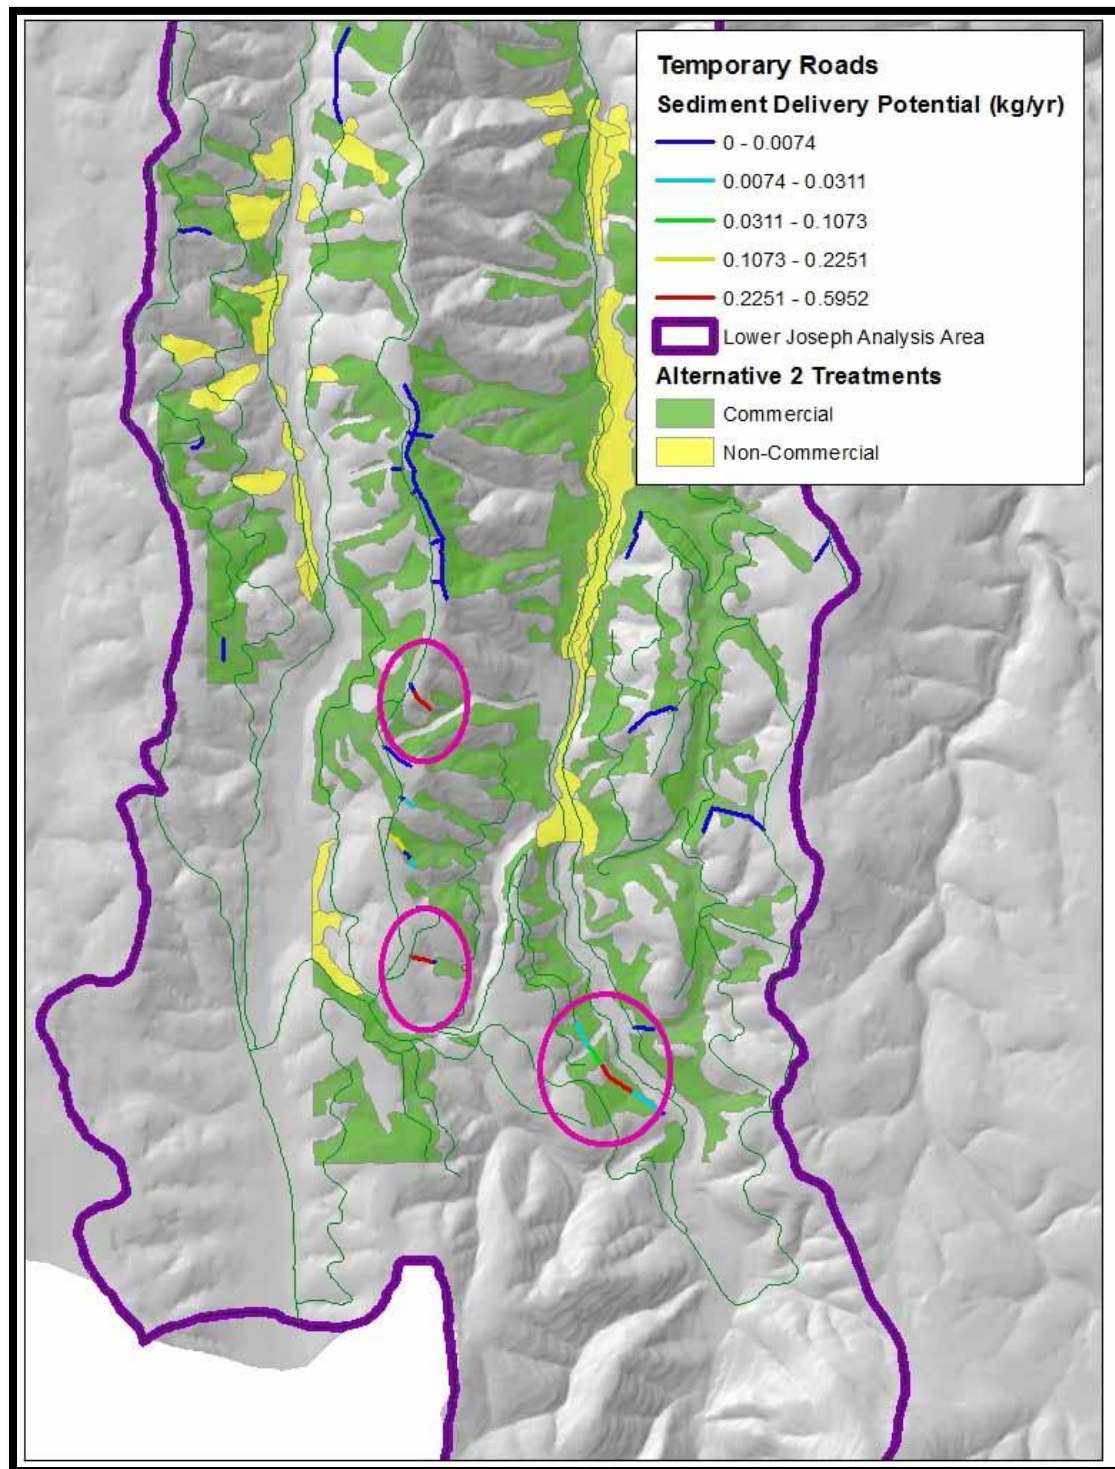 Temporary Roads
Sediment Delivery Potential (kg/yr)
0 - 0.0074
0.0074 - 0.0311
0.0311 - 0.1073
0.1073 - 0.2251
0.2251 - 0.5952
Lower Joseph Analysis Area
Alternative 2 Treatments
Commercial
Non-Commercial